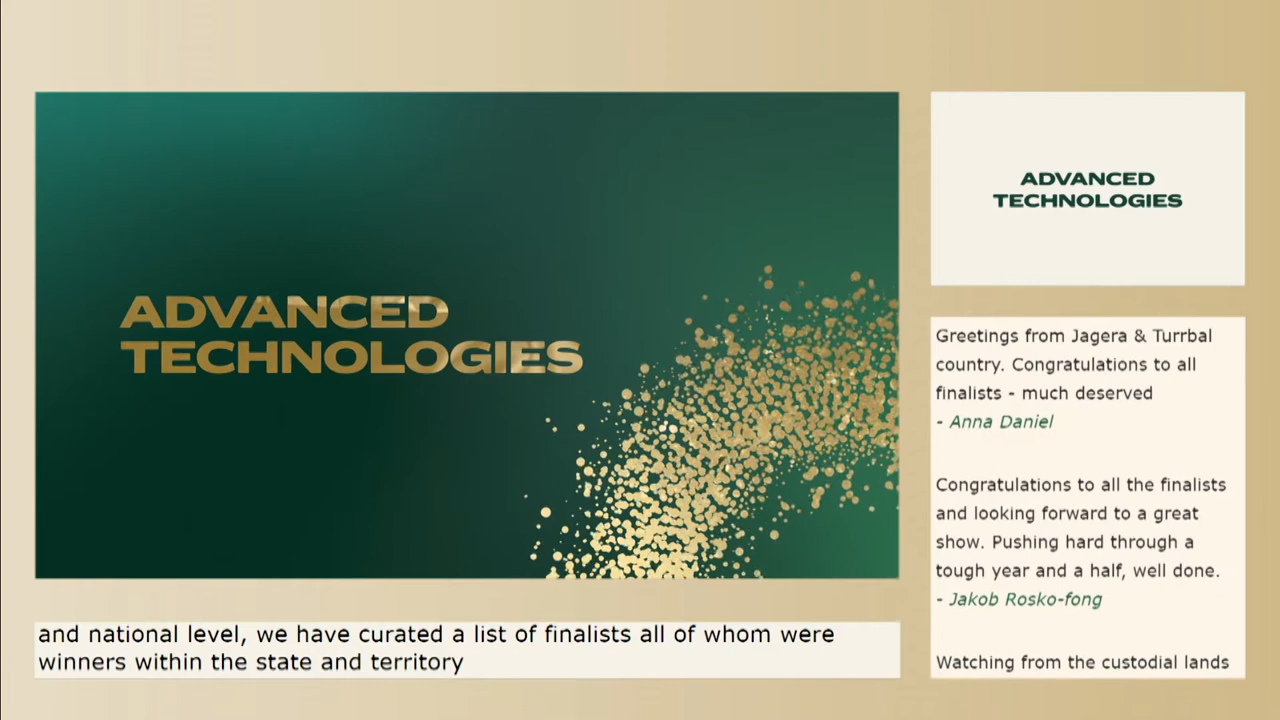 ADVANCED
TECHNOLOGIES
and national level, we have curated a list of finalists all of whom were
winners within the state and territory
ADVANCED
TECHNOLOGIES
Greetings from Jagera & Turrbal
country. Congratulations to all
finalists - much deserved
- Anna Daniel
Congratulations to all the finalists
and looking forward to a great
show. Pushing hard through a
tough year and a half, well done.
- Jakob Rosko-fong
Watching from the custodial lands